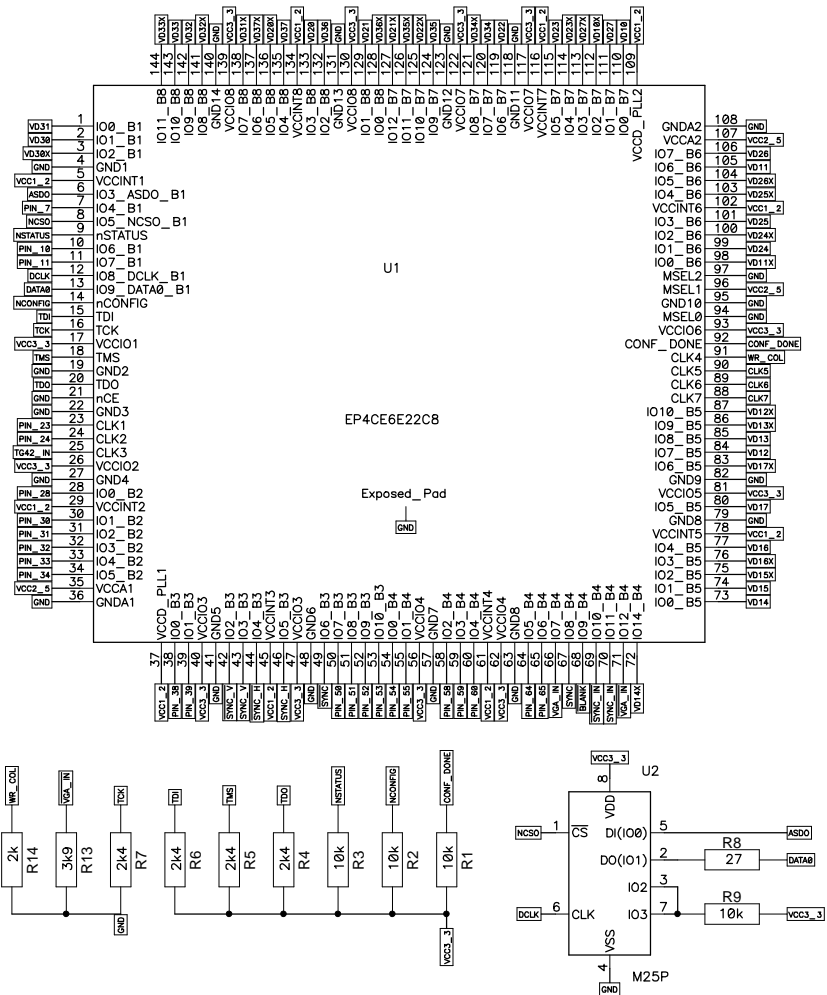 VD33X VD33 VD32 VD32X GND VCC3_3 VD31X VD37X VD20X VD37 VCC1_2 VD20 VD36 GND VCC3_3 VD21 VD36X VD21X VD35X VD22X VD35 GND VCC3_3 VD34X VD34 VD22 GND VCC3_3 VCC1_2 VD23 VD23X VD27X VD10X VD27 VD10 VCC1_2
144 143 142 141 140 139 138 137 136 135 134 133 132 131 130 129 128 127 126 125 124 123 122 121 120 119 118 117 116 115 114 113 112 111 110 109
IO11_B8 IO10_B8 IO9_B8 IO8_B8 GND14 VCCIO8 IO7_B8 IO6_B8 IO5_B8 IO4_B8 VCCINT8 IO3_B8 IO2_B8 GND13 VCCIO8 IO1_B8 IO0_B8 IO12_B7 IO11_B7 IO10_B7 IO9_B7 GND12 VCCIO7 IO8_B7 IO7_B7 IO6_B7 GND11 VCCIO7 VCCINT7 IO5_B7 IO4_B7 IO3_B7 IO2_B7 IO1_B7 IO0_B7 VCCD_PLL2
VD31 1 IO0_B1
VD30 2 IO1_B1
VD30X 3 IO2_B1
GND 4 GND1
VCC1_2 5 VCCINT1
ASDO 6 IO3_ASDO_B1
PIN_7 7 IO4_B1
NCSO 8 IO5_NCSO_B1
NSTATUS 9 nSTATUS
PIN_10 10 IO6_B1
PIN_11 11 IO7_B1
DCLK 12 IO8_DCLK_B1
DATA0 13 IO9_DATA0_B1
NCONFIG 14 nCONFIG
TDI 15 TDI
TCK 16 TCK
VCC3_3 17 VCCIO1
TMS 18 TMS
GND 19 GND2
TDO 20 TDO
GND 21 nCE
GND 22 GND3
PIN_23 23 CLK1
PIN_24 24 CLK2
TG42_IN 25 CLK3
VCC3_3 26 VCCIO2
GND 27 GND4
PIN_28 28 IO0_B2
VCC1_2 29 VCCINT2
PIN_30 30 IO1_B2
PIN_31 31 IO2_B2
PIN_32 32 IO3_B2
PIN_33 33 IO4_B2
PIN_34 34 IO5_B2
VCC2_5 35 VCCA1
GND 36 GNDA1
U1
EP4CE6E22C8
Exposed_Pad
GND
GNDA2 108 GND
VCCA2 107 VCC2_5
IO7_B6 106 VD26
IO6_B6 105 VD11
IO5_B6 104 VD26X
IO4_B6 103 VD25X
VCCINT6 102 VCC1_2
IO3_B6 101 VD25
IO2_B6 100 VD24X
IO1_B6 99 VD24
IO0_B6 98 VD11X
MSEL2 97 GND
MSEL1 96 VCC2_5
GND10 95 GND
MSEL0 94 GND
VCCIO6 93 VCC3_3
CONF_DONE 92 CONF_DONE
CLK4 91 WR_COL
CLK5 90 CLK5
CLK6 89 CLK6
CLK7 88 CLK7
IO10_B5 87 VD12X
IO9_B5 86 VD13X
IO8_B5 85 VD13
IO7_B5 84 VD12
IO6_B5 83 VD17X
GND9 82 GND
VCCIO5 81 VCC3_3
IO5_B5 80 VD17
GND8 79 GND
VCCINT5 78 VCC1_2
IO4_B5 77 VD16
IO3_B5 76 VD16X
IO2_B5 75 VD15X
IO1_B5 74 VD15
IO0_B5 73 VD14
VCCD_PLL1 IO0_B3 IO1_B3 VCCIO3 GND5 IO2_B3 IO3_B3 IO4_B3 VCCINT3 IO5_B3 VCCIO3 GND6 IO6_B3 IO7_B3 IO8_B3 IO9_B3 IO10_B3 IO0_B4 IO1_B4 VCCIO4 GND7 IO2_B4 IO3_B4 IO4_B4 VCCINT4 VCCIO4 GND8 IO5_B4 IO6_B4 IO7_B4 IO8_B4 IO9_B4 IO10_B4 IO11_B4 IO12_B4 IO14_B4
37 38 39 40 41 42 43 44 45 46 47 48 49 50 51 52 53 54 55 56 57 58 59 60 61 62 63 64 65 66 67 68 69 70 71 72
VCC1_2 PIN_38 PIN_39 VCC3_3 GND SYNC_V SYNC_V SYNC_H VCC1_2 SYNC_H VCC3_3 GND SYNC PIN_50 PIN_51 PIN_52 PIN_53 PIN_54 PIN_55 VCC3_3 GND PIN_58 PIN_59 PIN_60 VCC1_2 VCC3_3 GND PIN_64 PIN_65 VGA_IN SYNC BLANK SYNC_IN SYNC_IN VGA_IN VD14X
WR_COL VGA_IN TCK TDI TMS TDO NSTATUS NCONFIG CONF_DONE
2k R14 3k9 R13 2k4 R7 2k4 R6 2k4 R5 2k4 R4 10k R3 10k R2 10k R1
GND VCC3_3
VCC3_3 U2
8
VDD
NCSO 1 CS DI(IO0) 5 ASDO
DO(IO1) 2 R8 27 DATA0
IO2 3
DCLK 6 CLK IO3 7 R9 10k VCC3_3
VSS
4 M25P
GND